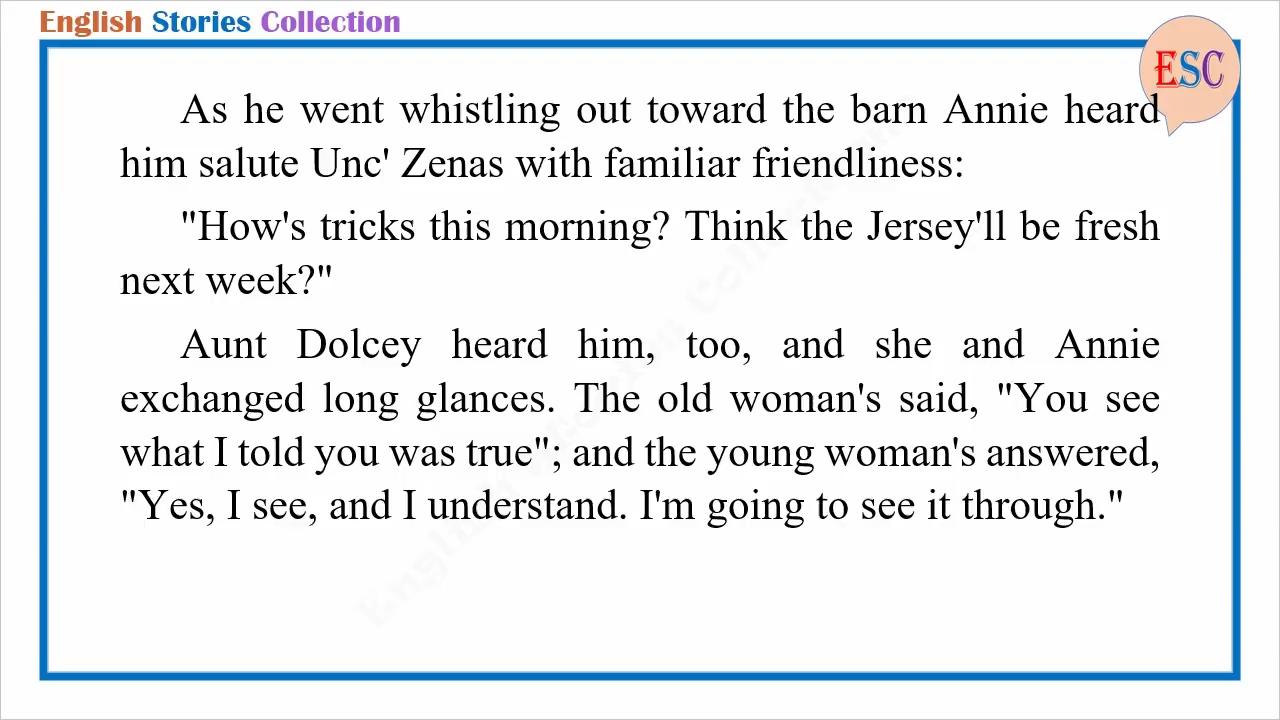 English Stories Collection
ESC
As he went whistling out toward the barn Annie heard
him salute Unc' Zenas with familiar friendliness:
"How's tricks this morning? Think the Jersey'll be fresh
next week?"
Aunt Dolcey heard him, too, and she and Annie
exchanged long glances. The old woman's said, "You see
what I told you was true"; and the young woman's answered,
"Yes, I see, and I understand. I'm going to see it through."
English Stories Collection